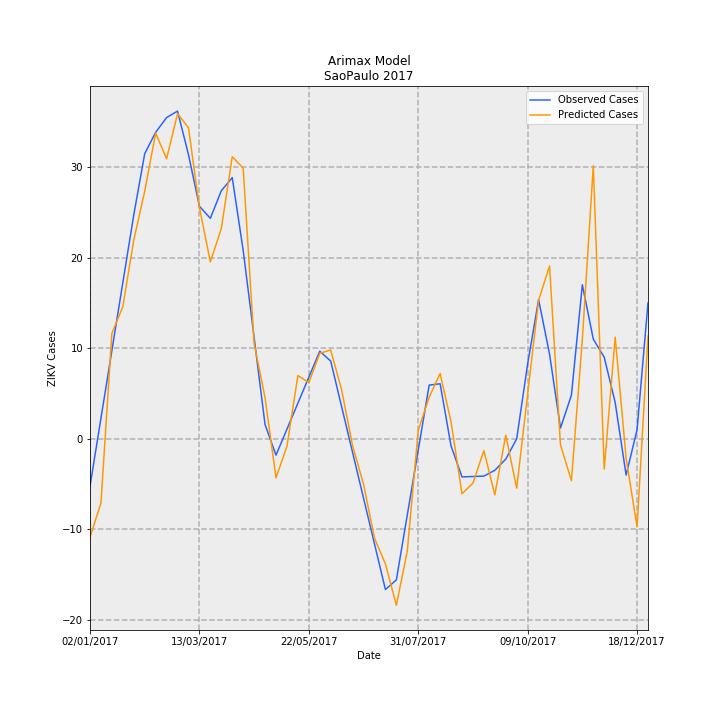 Arimax Model
SaoPaulo 2017
Observed Cases
Predicted Cases
ZIKV Cases
30
20
10
0
−10
−20
02/01/2017 13/03/2017 22/05/2017 31/07/2017 09/10/2017 18/12/2017
Date